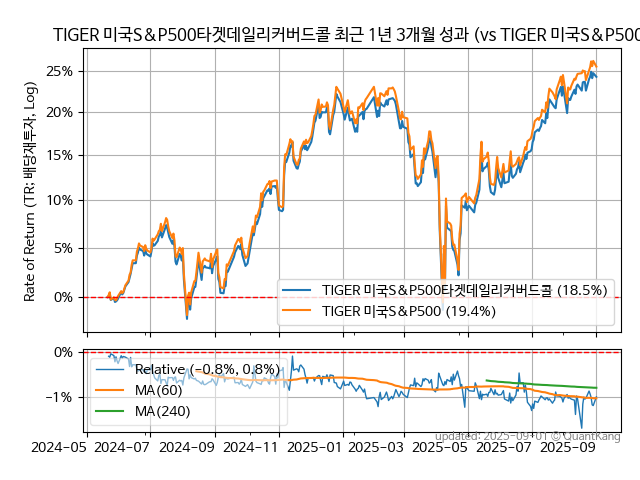 TIGER 미국S&P500타겟데일리커버드콜 최근 1년 3개월 성과 (vs TIGER 미국S&P500
Rate of Return (TR: 배당재투자, Log)
25%
20%
15%
10%
5%
0%
TIGER 미국S&P500타겟데일리커버드콜 (18.5%)
TIGER 미국S&P500 (19.4%)
0%
−1%
Relative (−0.8%, 0.8%)
MA(60)
MA(240)
updated: 2025-09-01 © QuantKang
2024-05 2024-07 2024-09 2024-11 2025-01 2025-03 2025-05 2025-07 2025-09